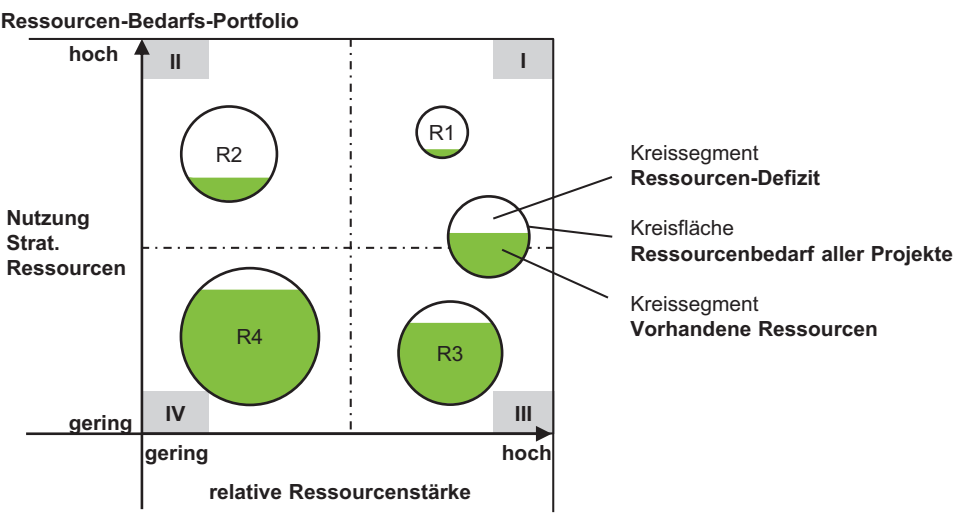 Ressourcen-Bedarfs-Portfolio
hoch
II
I
R1
R2
Kreissegment
Ressourcen-Defizit
Nutzung
Strat.
Ressourcen
Kreisfläche
Ressourcenbedarf aller Projekte
Kreissegment
Vorhandene Ressourcen
R4
R3
IV
III
gering
gering
hoch
relative Ressourcenstärke